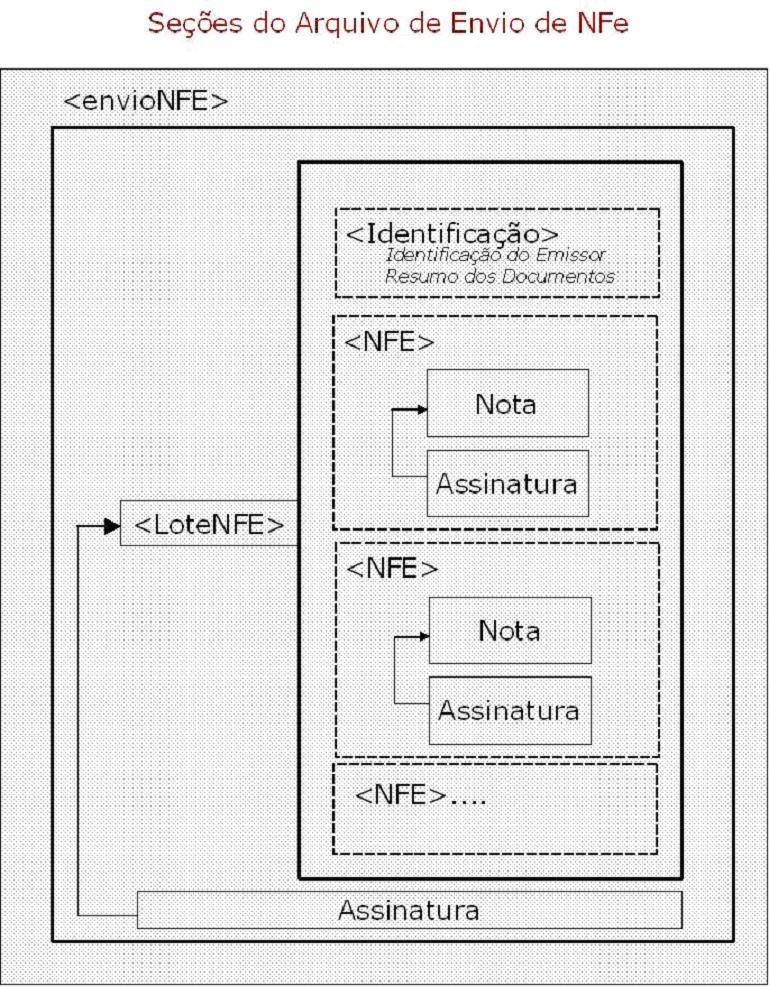 Seções do Arquivo de Envio de NFe
<envioNFE>
<Identificação>
Identificação do Emissor
Resumo dos Documentos
<NFE>
Nota
Assinatura
<LoteNFE>
<NFE>
Nota
Assinatura
<NFE>....
Assinatura